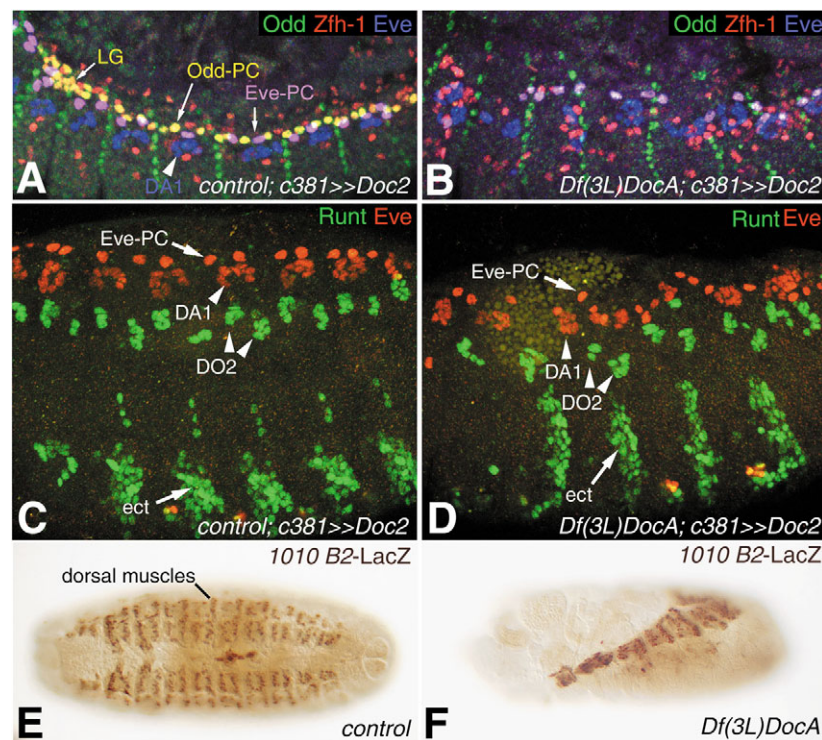 Odd Zfh-1 Eve
LG
Odd-PC
Eve-PC
DA1
A
control; c381>>Doc2
Odd Zfh-1 Eve
B
Df(3L)DocA; c381>>Doc2
Runt Eve
Eve-PC
DA1
DO2
ect
C
control; c381>>Doc2
Runt Eve
Eve-PC
DA1
DO2
ect
D
Df(3L)DocA; c381>>Doc2
1010 B2-LacZ
dorsal muscles
E
control
1010 B2-LacZ
F
Df(3L)DocA